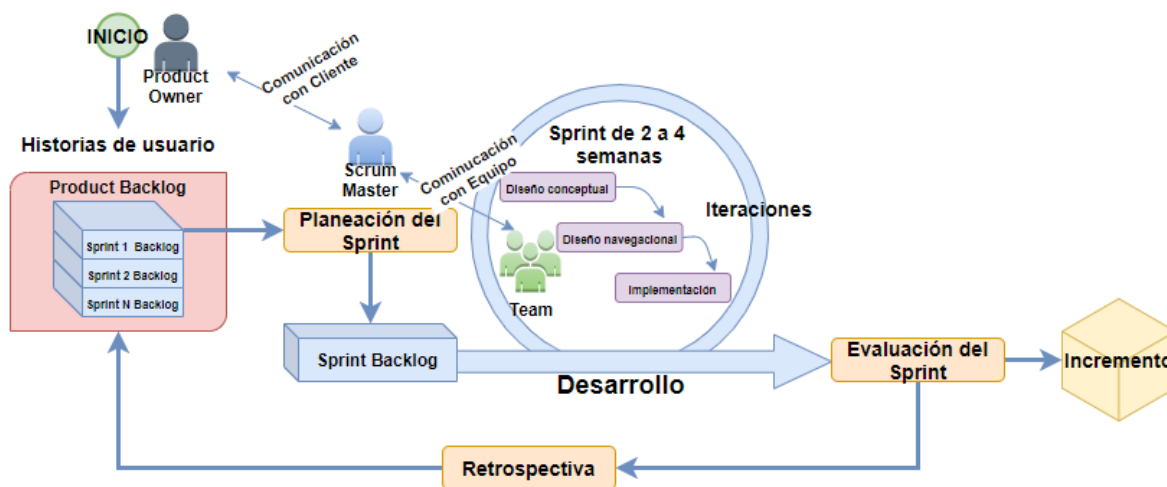 INICIO
Product
Owner
Comunicación
con Cliente
Historias de usuario
Scrum
Master
Cominucación
con Equipo
Sprint de 2 a 4
semanas
Product Backlog
Sprint 1 Backlog
Sprint 2 Backlog
Sprint N Backlog
Planeación del
Sprint
Diseño conceptual
Diseño navegacional
Implementación
Iteraciones
Team
Sprint Backlog
Desarrollo
Evaluación del
Sprint
Incremento
Retrospectiva